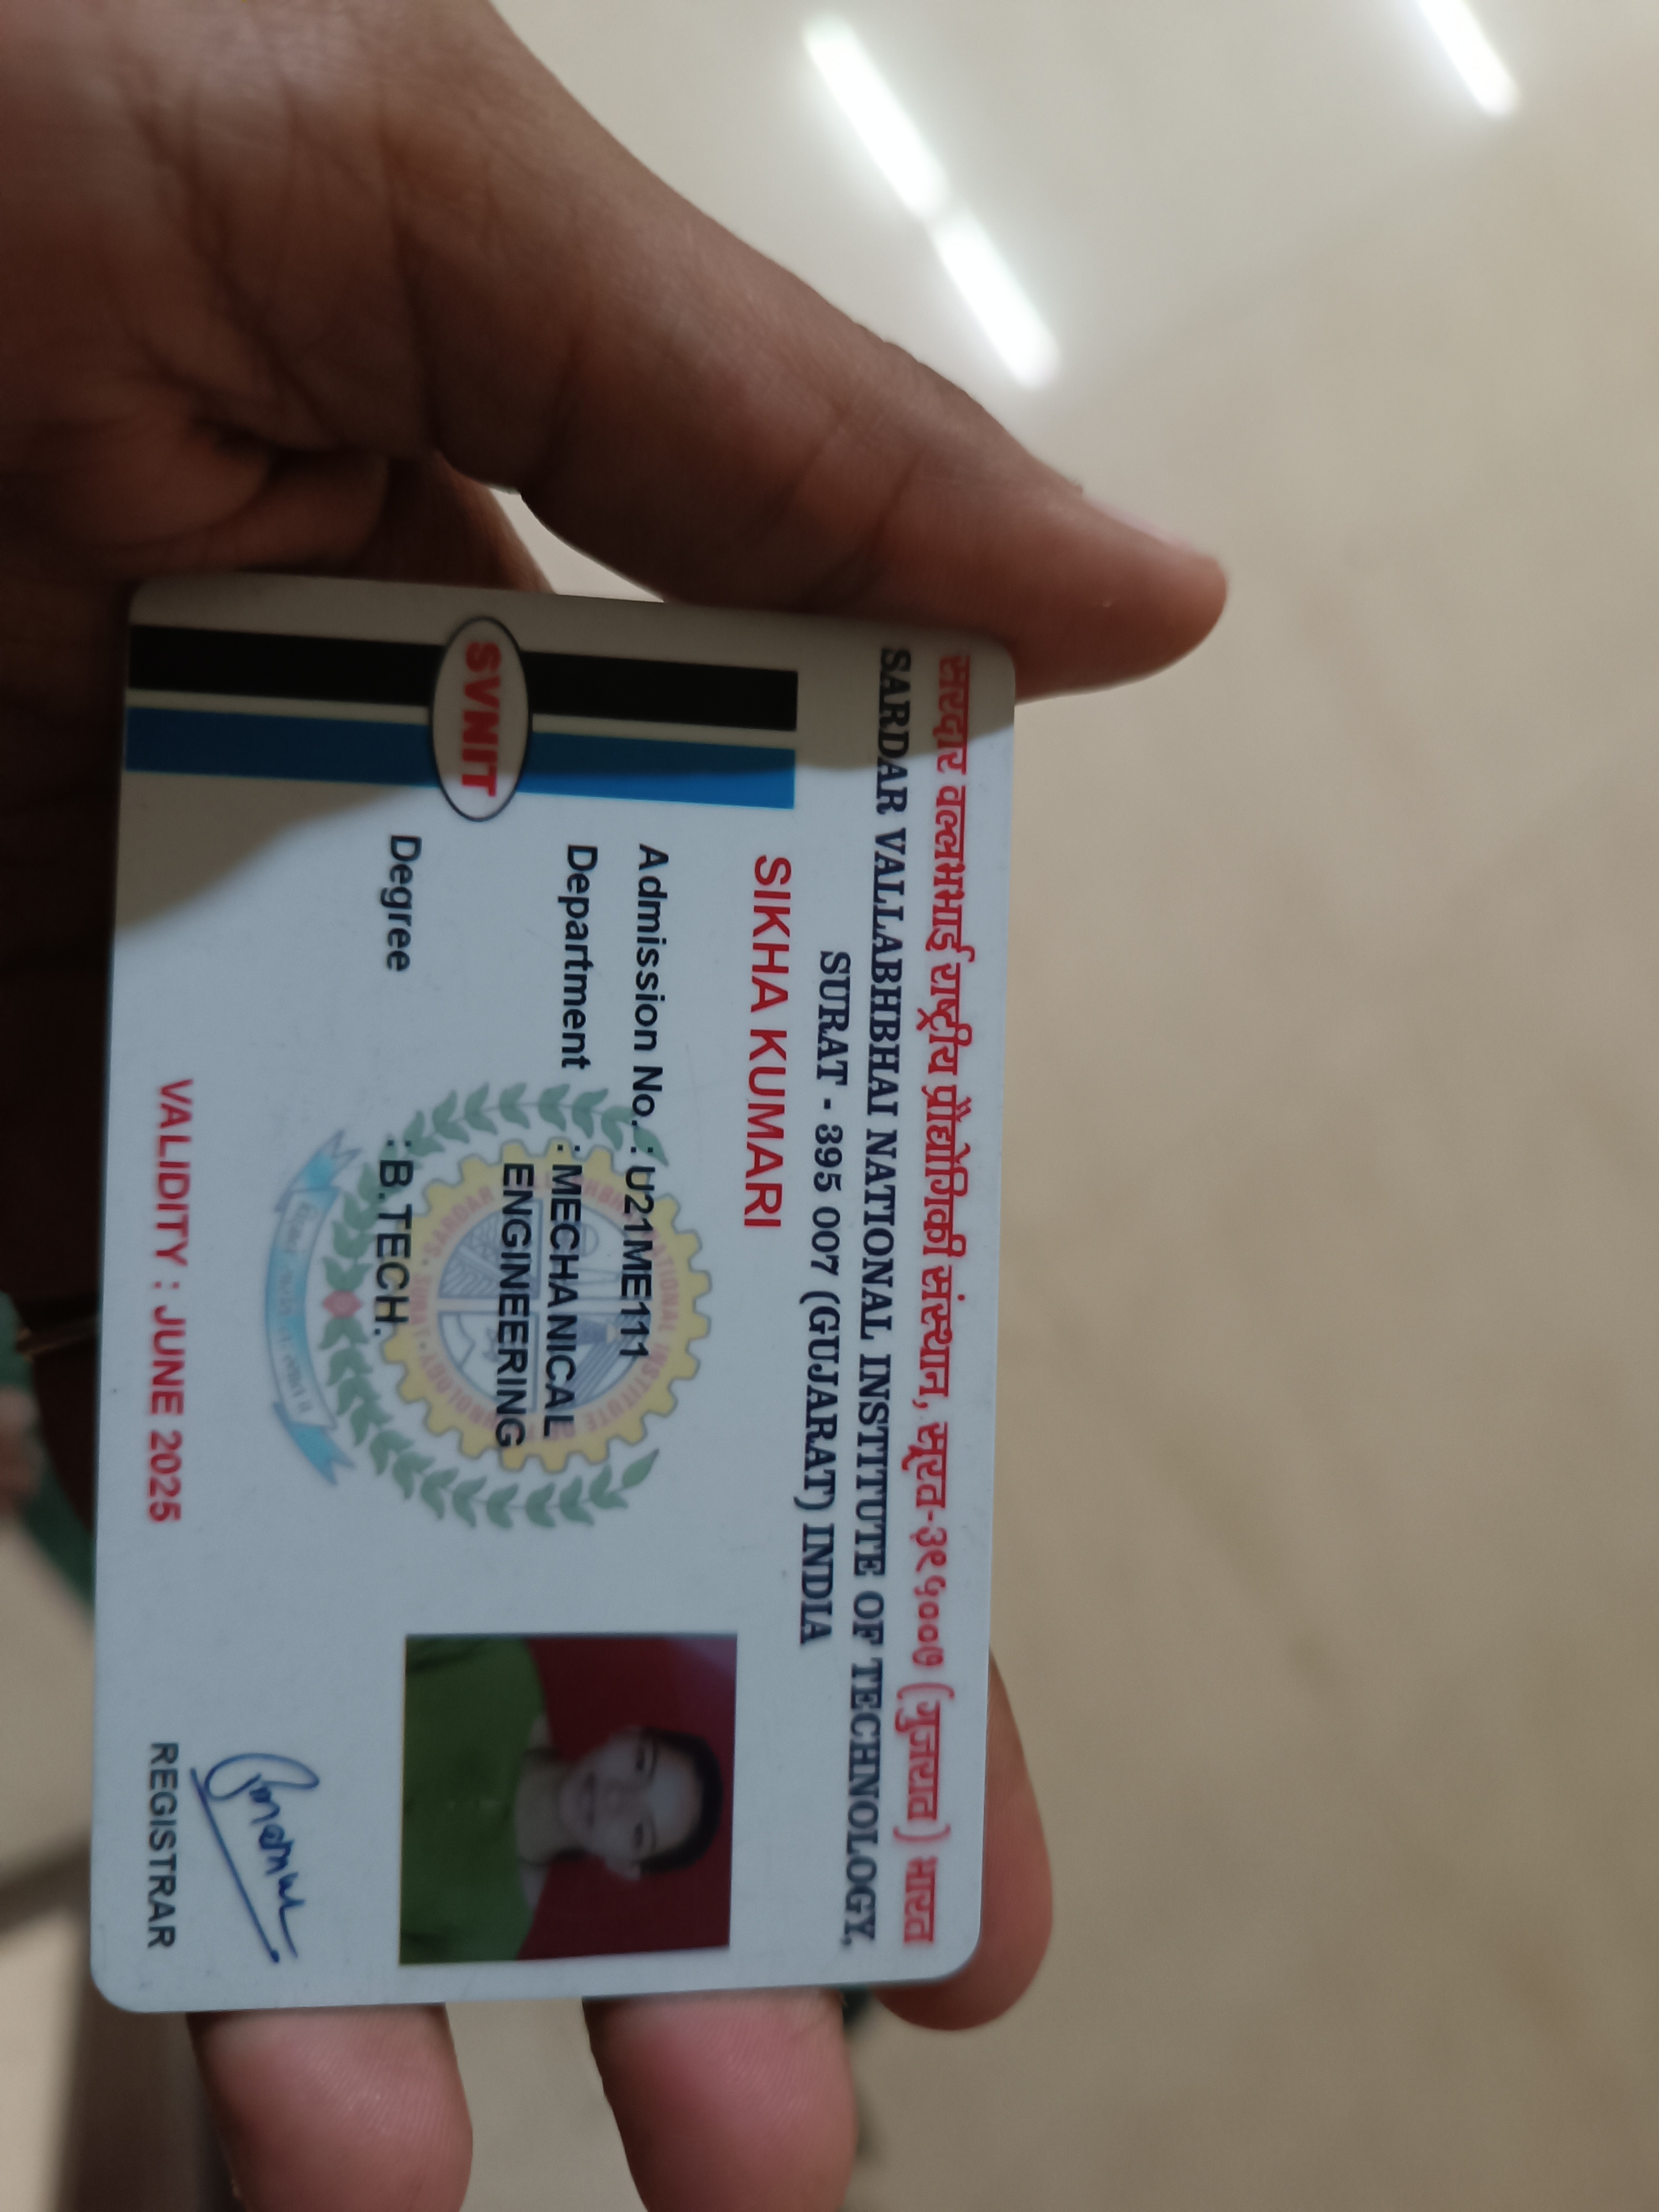 सरदार वल्लभभाई राष्ट्रीय प्रौद्योगिकी संस्थान, सूरत-३९५००७ (गुजरात) भारत
SARDAR VALLABHBHAI NATIONAL INSTITUTE OF TECHNOLOGY,
SURAT - 395 007 (GUJARAT) INDIA
SVNIT
SIKHA KUMARI
Admission No. : U21ME111
Department : MECHANICAL
ENGINEERING
Degree : B.TECH.
VALIDITY : JUNE 2025
REGISTRAR